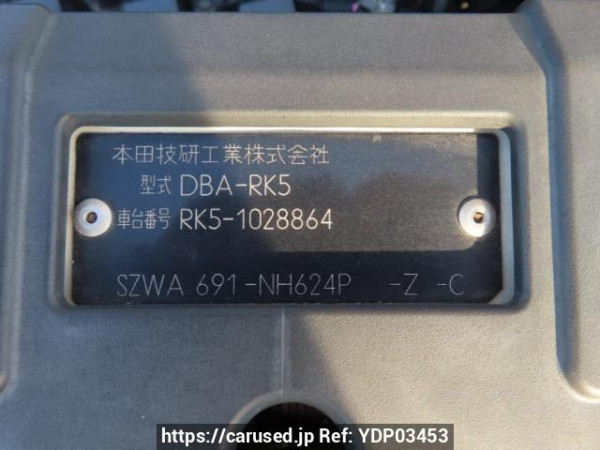 本田技研工業株式会社
型式 DBA-RK5
車台番号 RK5-1028864
SZWA 691-NH624P -Z -C
https://carused.jp Ref: YDP03453